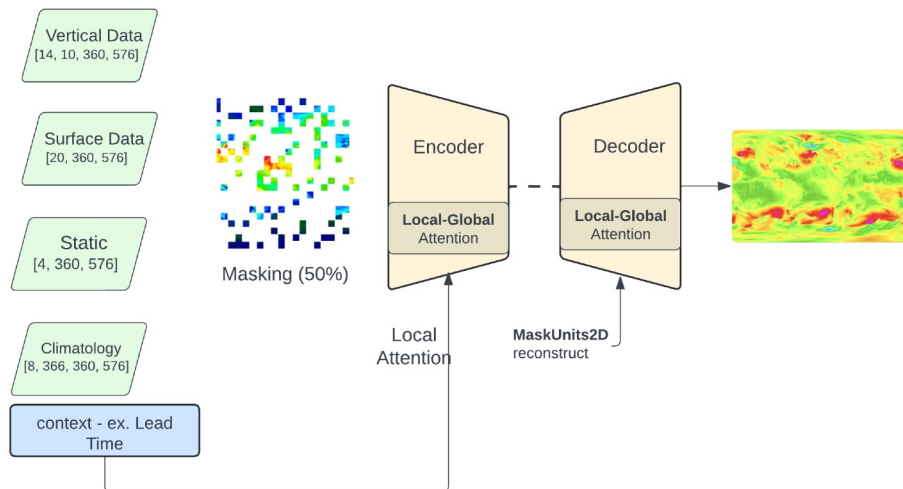 Vertical Data
[14, 10, 360, 576]
Surface Data
[20, 360, 576]
Static
[4, 360, 576]
Climatology
[8, 366, 360, 576]
context - ex. Lead
Time
Masking (50%)
Encoder
Local-Global
Attention
Local
Attention
Decoder
Local-Global
Attention
MaskUnits2D
reconstruct